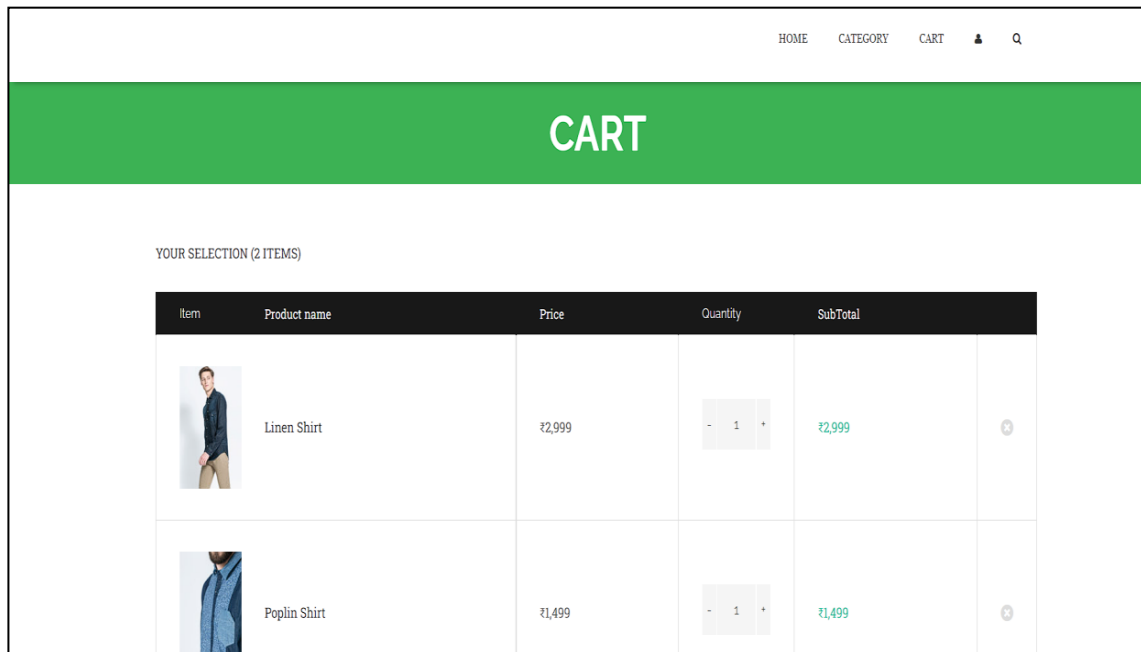 HOME CATEGORY CART
CART
YOUR SELECTION (2 ITEMS)
Item Product name Price Quantity SubTotal
Linen Shirt ₹2,999 - 1 + ₹2,999
Poplin Shirt ₹1,499 - 1 + ₹1,499